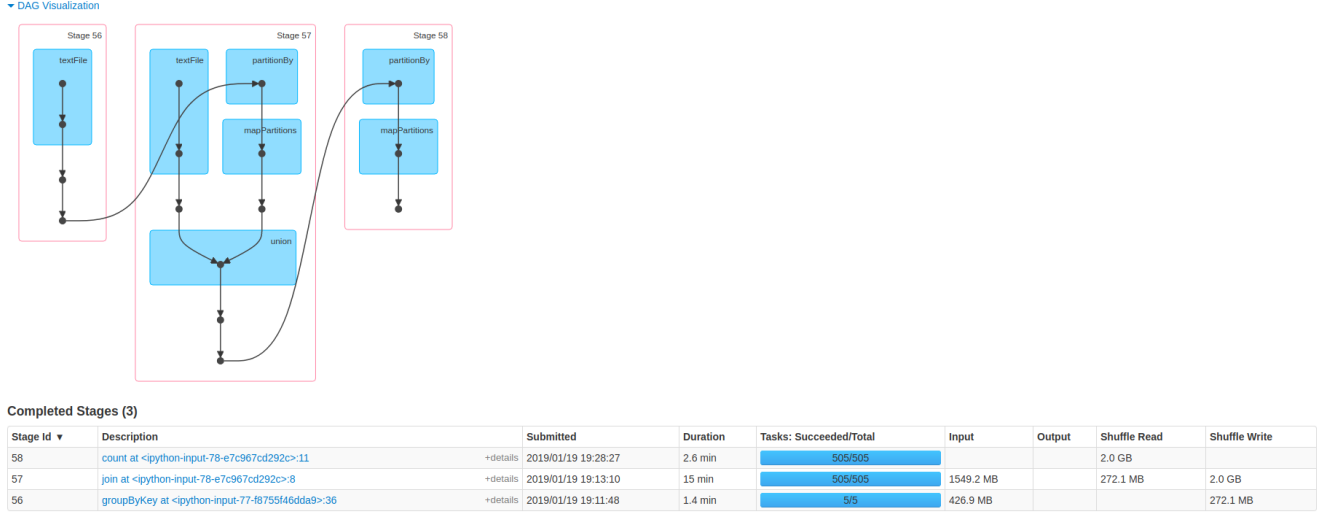 DAG Visualization
Stage 56
Stage 57
Stage 58
textFile
textFile
partitionBy
partitionBy
mapPartitions
mapPartitions
union
Completed Stages (3)
Stage Id ▼ Description Submitted Duration Tasks: Succeeded/Total Input Output Shuffle Read Shuffle Write
58 count at <ipython-input-78-e7c967cd292c>:11 +details 2019/01/19 19:28:27 2.6 min 505/505 2.0 GB
57 join at <ipython-input-78-e7c967cd292c>:8 +details 2019/01/19 19:13:10 15 min 505/505 1549.2 MB 272.1 MB 2.0 GB
56 groupByKey at <ipython-input-77-f8755f46dda9>:36 +details 2019/01/19 19:11:48 1.4 min 5/5 426.9 MB 272.1 MB